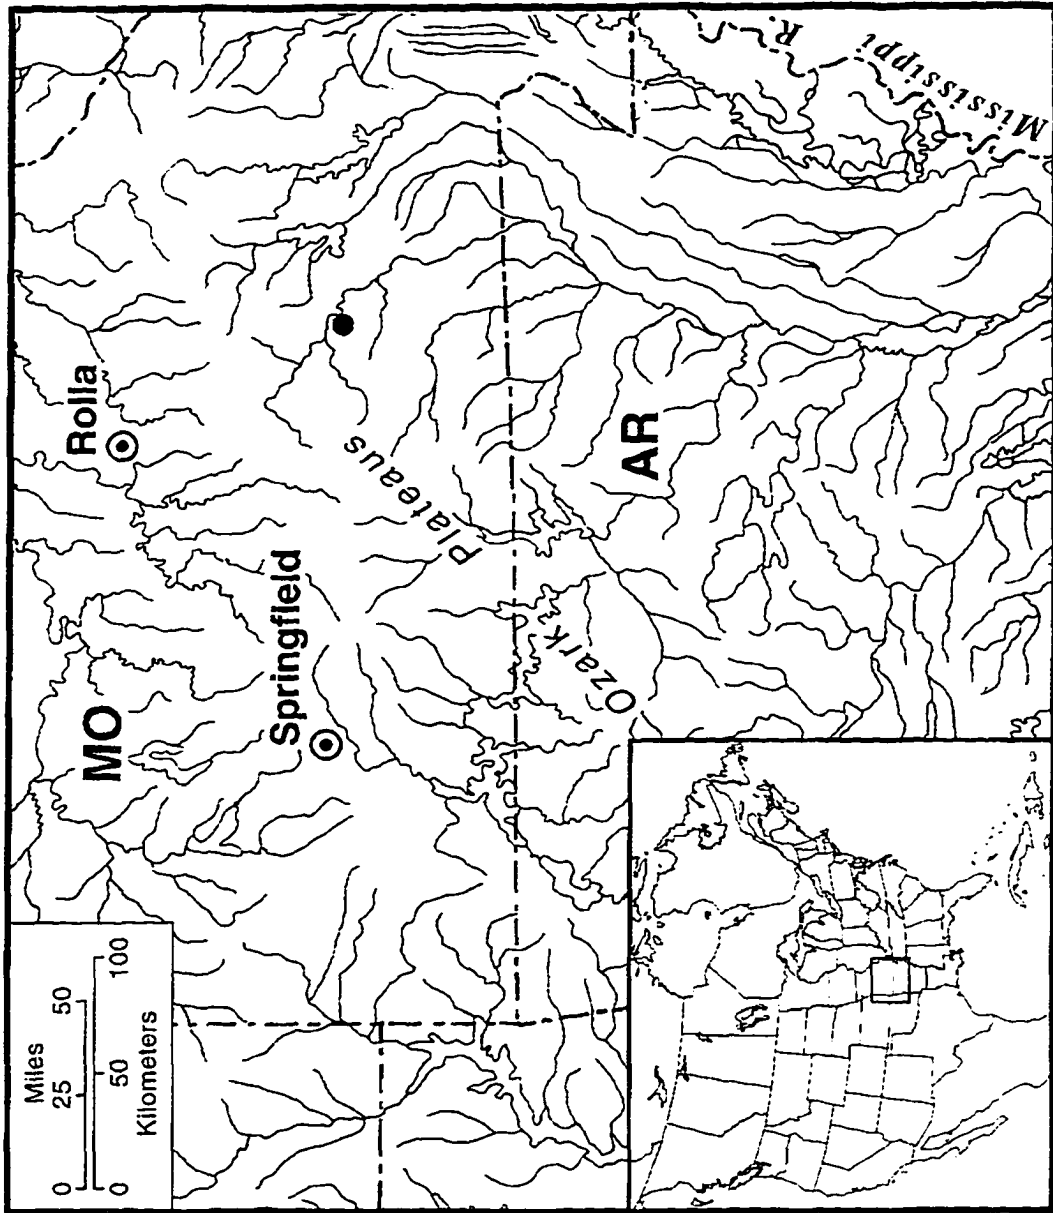 Miles
0 25 50
0 50 100
Kilometers
MO
Rolla
Springfield
Ozark
Plateaus
AR
Mississippi
R.